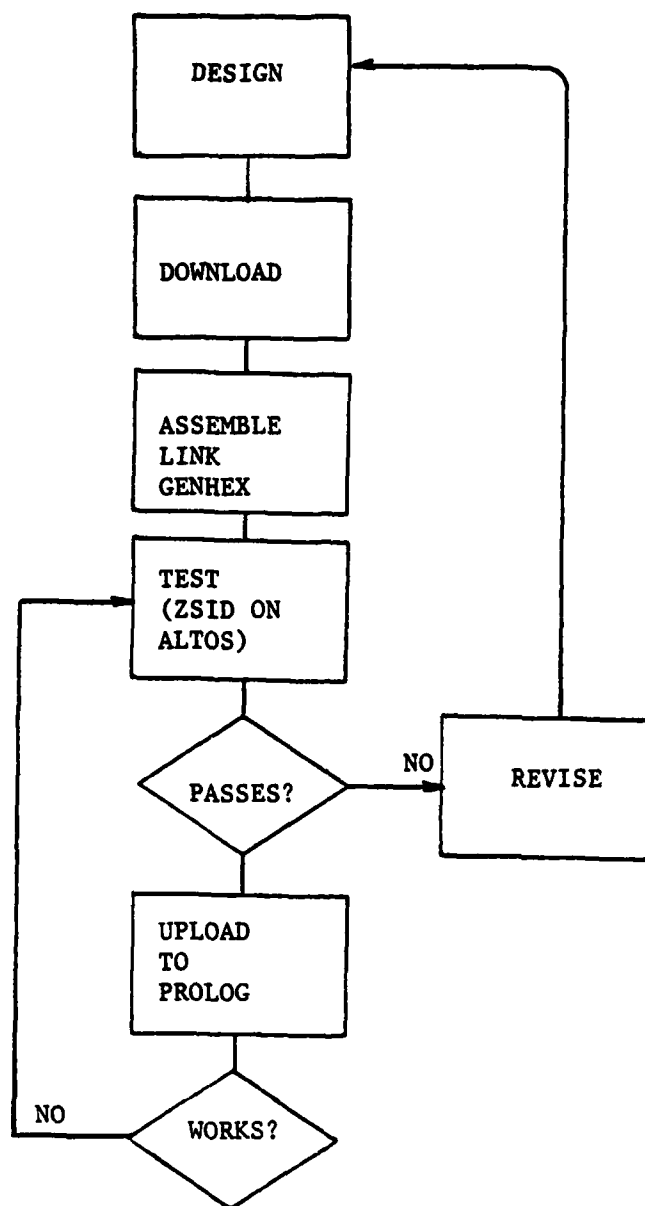 DESIGN
DOWNLOAD
ASSEMBLE
LINK
GENHEX
TEST
(ZSID ON
ALTOS)
PASSES?
NO
REVISE
UPLOAD
TO
PROLOG
WORKS?
NO